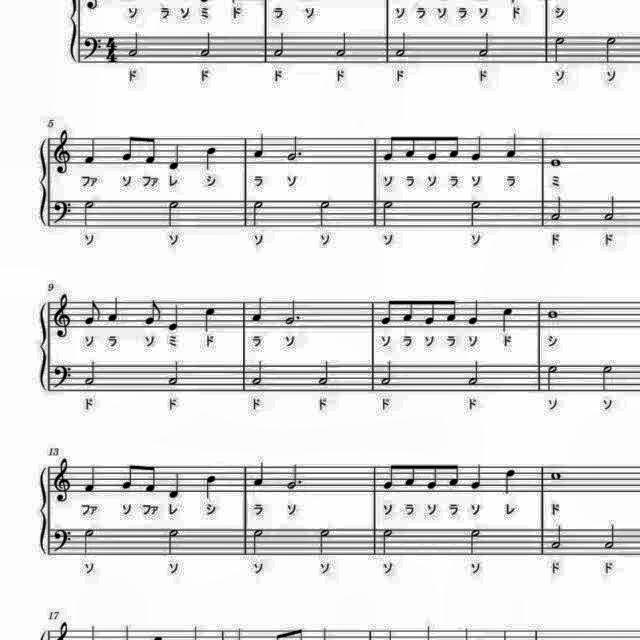 ソ ラソミ ド ラ ソ ソラソラソ ド シ
4
4
ド ド ド ド ド ド ソ ソ
5
ファ ソファレ シ ラ ソ ソラソラソ ラ ミ
ソ ソ ソ ソ ソ ソ ド ド
9
ソ ラ ソミ ド ラ ソ ソラソラソ ド シ
ド ド ド ド ド ド ソ ソ
13
ファ ソファレ シ ラ ソ ソラソラソ レ ド
ソ ソ ソ ソ ソ ソ ド ド
17